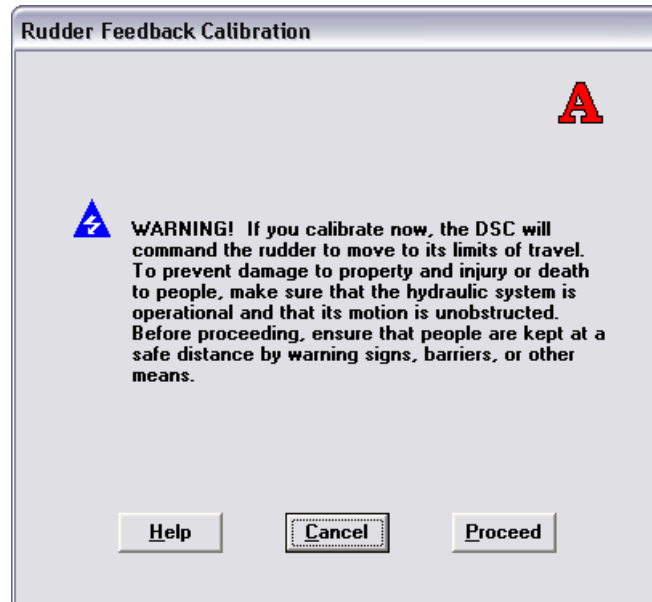 Rudder Feedback Calibration
A
WARNING!  If you calibrate now, the DSC will
command the rudder to move to its limits of travel.
To prevent damage to property and injury or death
to people, make sure that the hydraulic system is
operational and that its motion is unobstructed.
Before proceeding, ensure that people are kept at a
safe distance by warning signs, barriers, or other
means.
Help Cancel Proceed